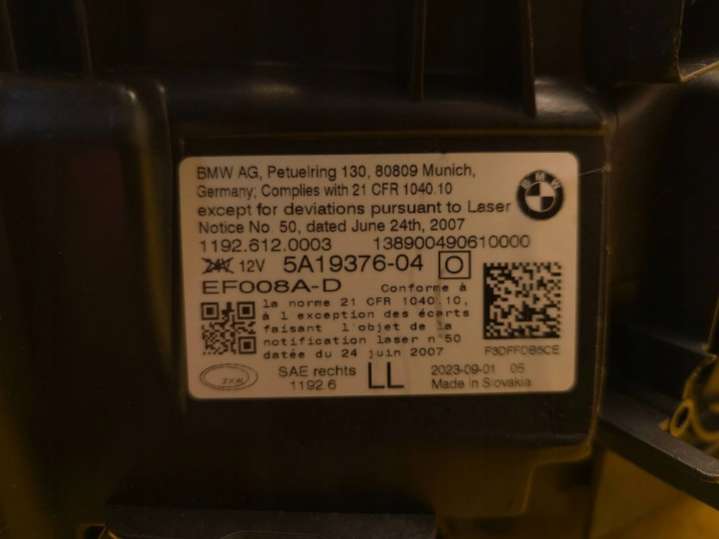 BMW AG, Petuelring 130, 80809 Munich,
Germany; Complies with 21 CFR 1040.10
except for deviations pursuant to Laser
Notice No. 50, dated June 24th, 2007
1192.612.0003 138900490610000
12V 5A19376-04 O
EF008A-D Conforme à
la norme 21 CFR 1040.10,
à l'exception des écarts
faisant l'objet de la
notification laser n°50
datée du 24 juin 2007
F3DFFDB5CE
ZKW SAE rechts LL 2023-09-01 05
1192.6 Made in Slovakia
BMW